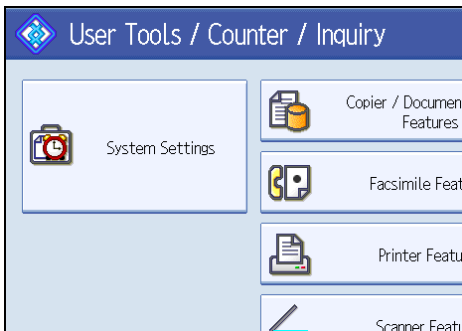 User Tools / Counter / Inquiry
System Settings
Copier / Documen
Features
Facsimile Feat
Printer Featu
Scanner Featu